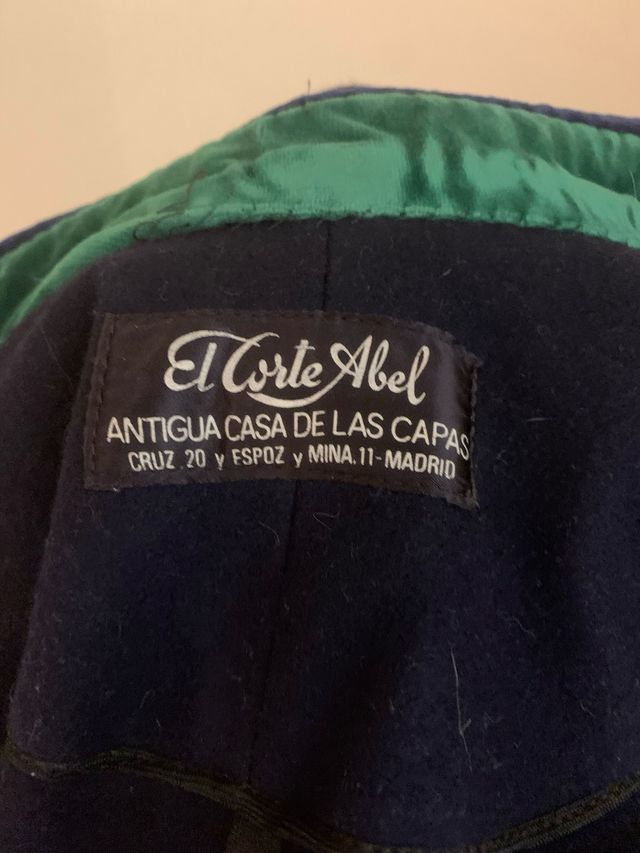 El Corte Abel
ANTIGUA CASA DE LAS CAPAS
CRUZ.20 y ESPOZ y MINA.11-MADRID